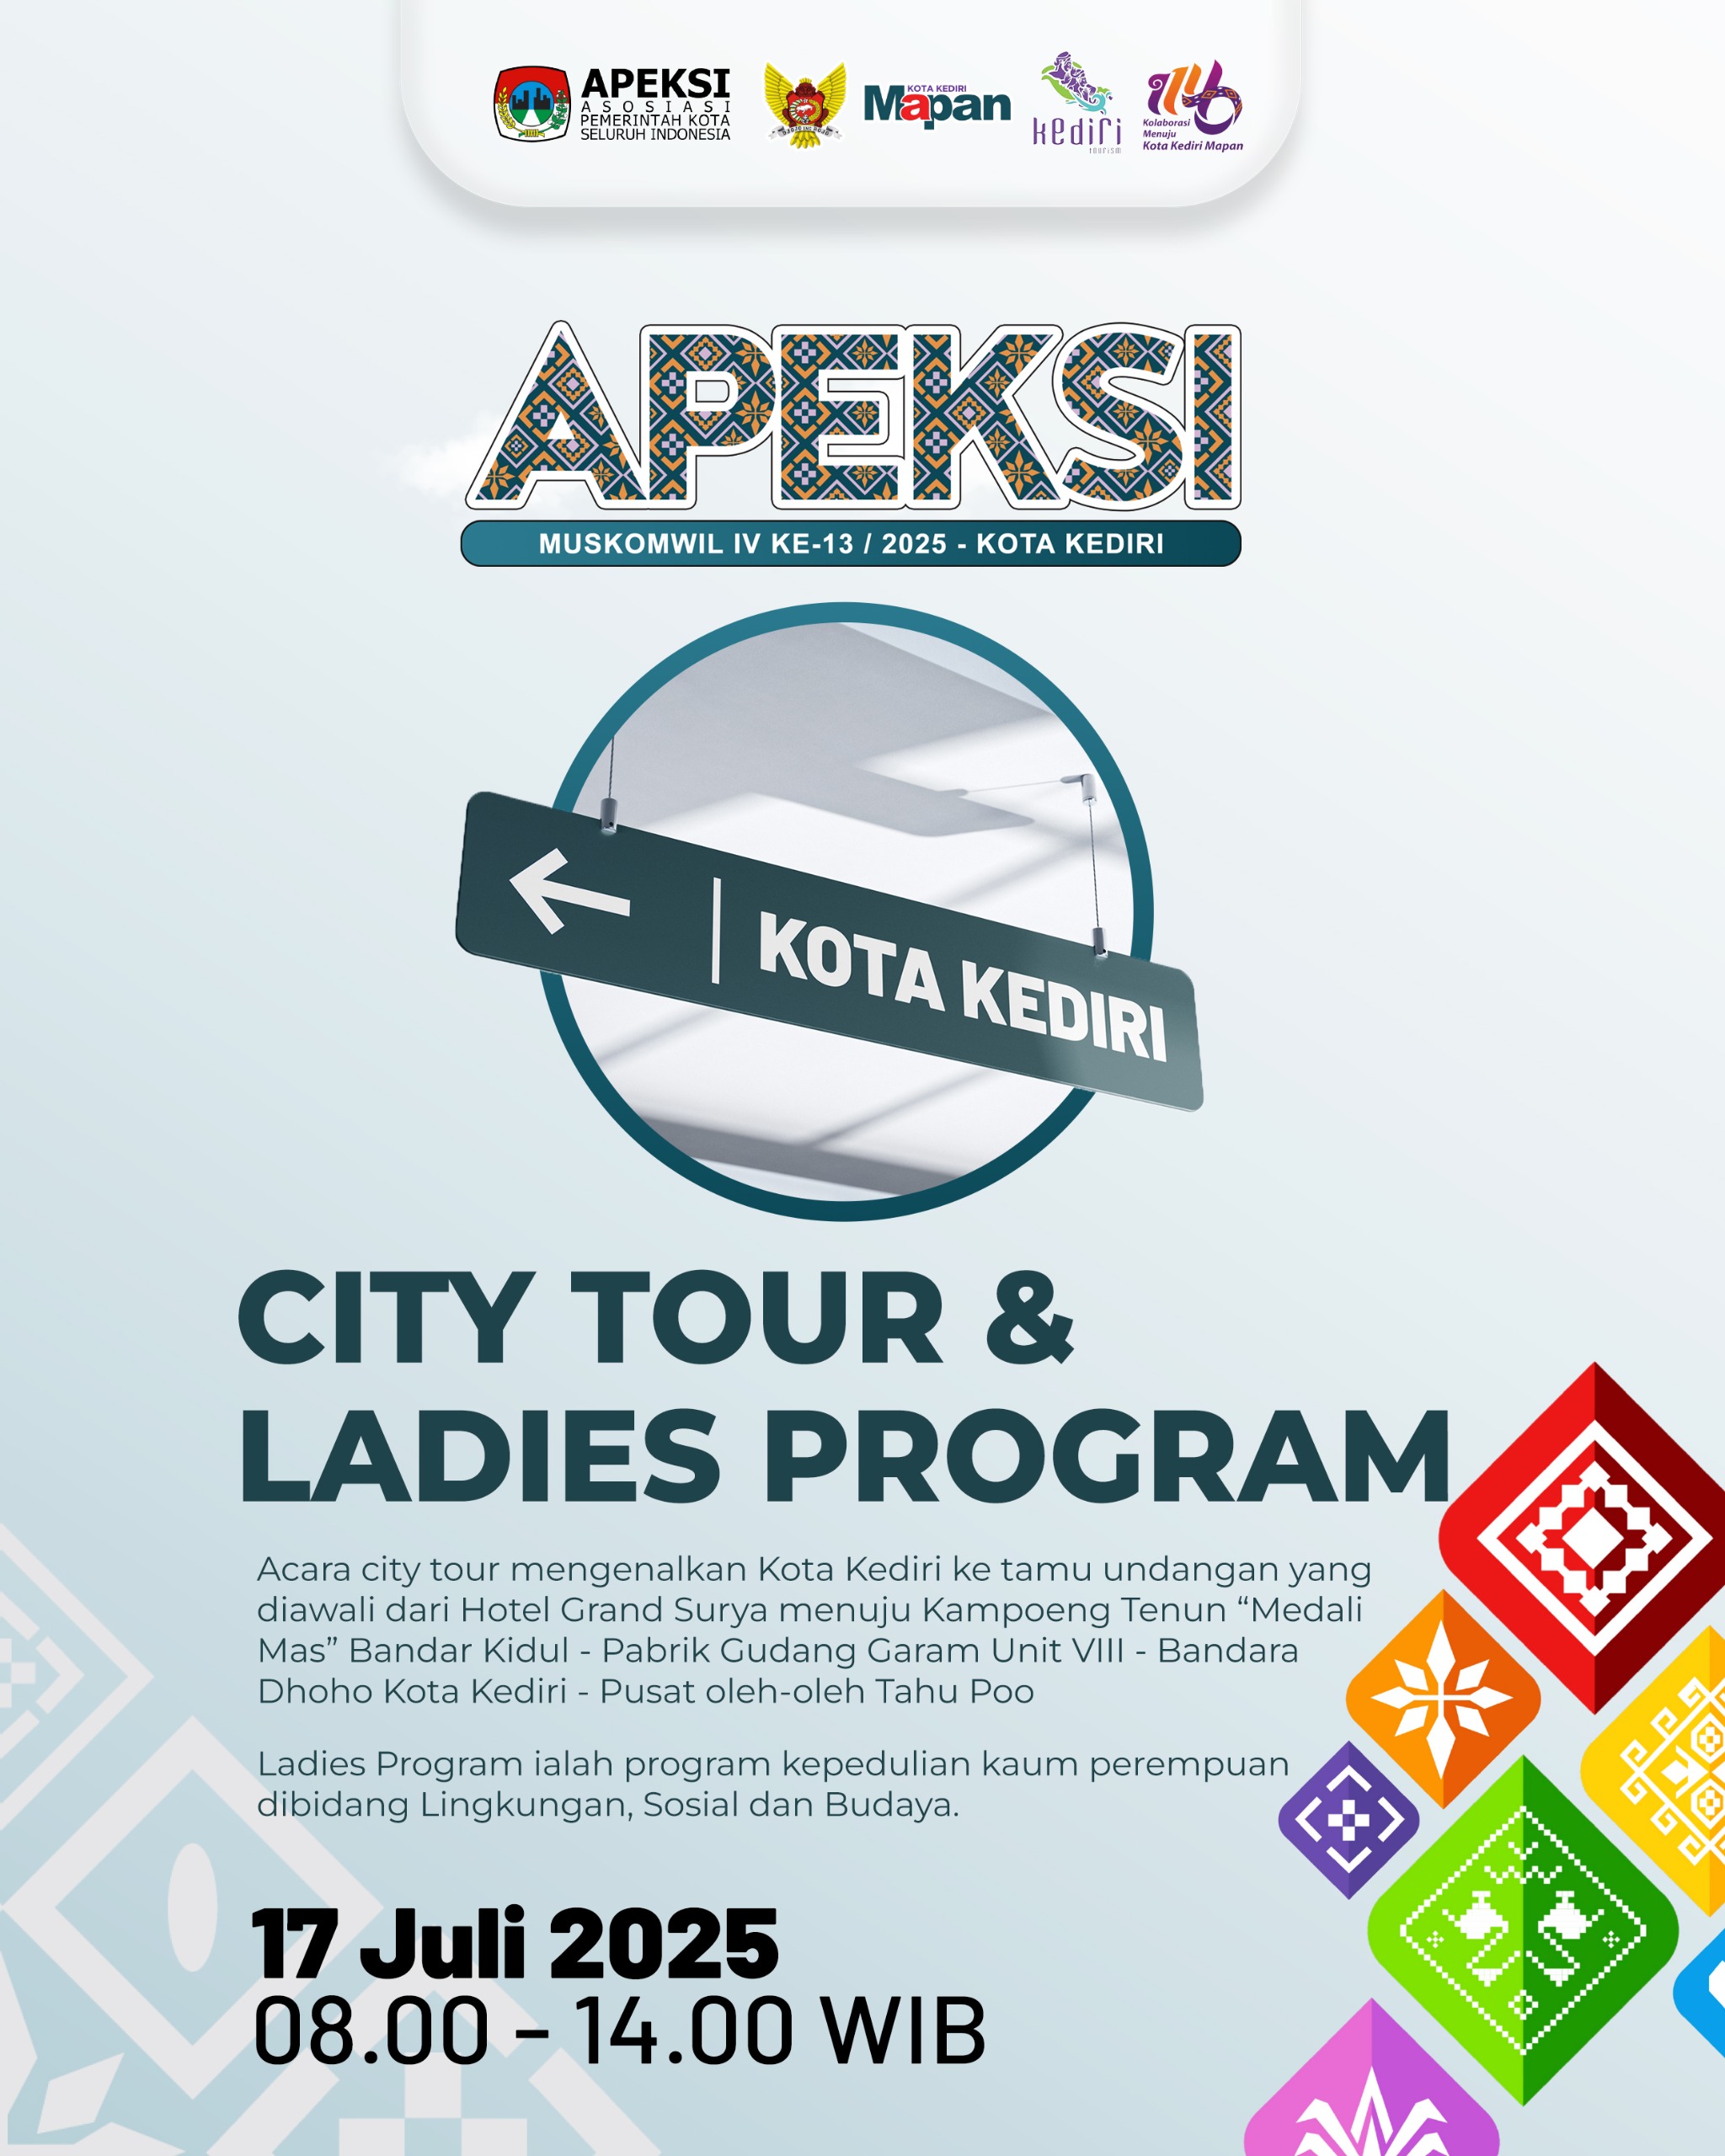 APEKSI
ASOSIASI
PEMERINTAH KOTA
SELURUH INDONESIA
KOTA KEDIRI
Mapan
kediri
tourism
1146
Kolaborasi
Menuju
Kota Kediri Mapan
APEKSI
MUSKOMWIL IV KE-13 / 2025 - KOTA KEDIRI
KOTA KEDIRI
CITY TOUR &
LADIES PROGRAM
Acara city tour mengenalkan Kota Kediri ke tamu undangan yang
diawali dari Hotel Grand Surya menuju Kampoeng Tenun “Medali
Mas” Bandar Kidul - Pabrik Gudang Garam Unit VIII - Bandara
Dhoho Kota Kediri - Pusat oleh-oleh Tahu Poo
Ladies Program ialah program kepedulian kaum perempuan
dibidang Lingkungan, Sosial dan Budaya.
17 Juli 2025
08.00 - 14.00 WIB